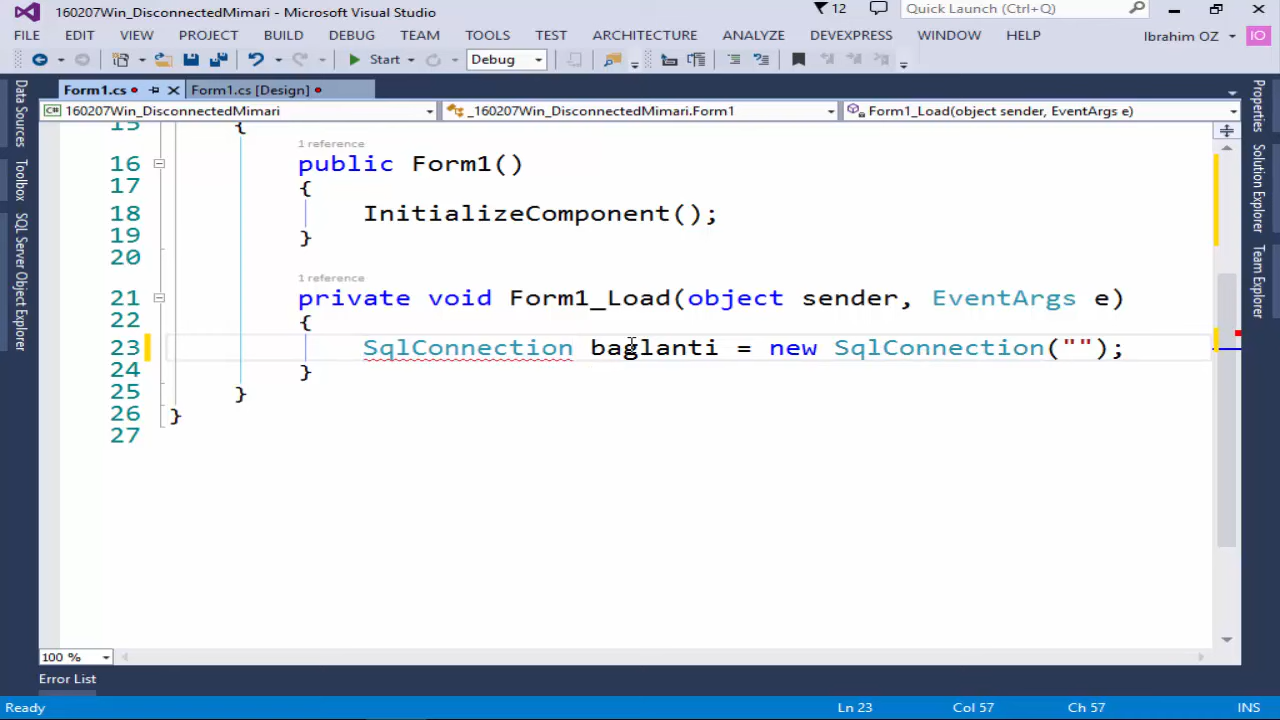 160207Win_DisconnectedMimari - Microsoft Visual Studio
12
Quick Launch (Ctrl+Q)
FILE EDIT VIEW PROJECT BUILD DEBUG TEAM TOOLS TEST ARCHITECTURE ANALYZE DEVEXPRESS WINDOW HELP
Ibrahim OZ
IO
Start
Debug
Form1.cs
Form1.cs [Design]
160207Win_DisconnectedMimari
_160207Win_DisconnectedMimari.Form1
Form1_Load(object sender, EventArgs e)
Data Sources
Toolbox
SQL Server Object Explorer
15 {
1 reference
16 public Form1()
17 {
18 InitializeComponent();
19 }
20
1 reference
21 private void Form1_Load(object sender, EventArgs e)
22 {
23 SqlConnection baglanti = new SqlConnection("");
24 }
25 }
26 }
27
Properties
Solution Explorer
Team Explorer
100 %
Error List
Ready
Ln 23
Col 57
Ch 57
INS